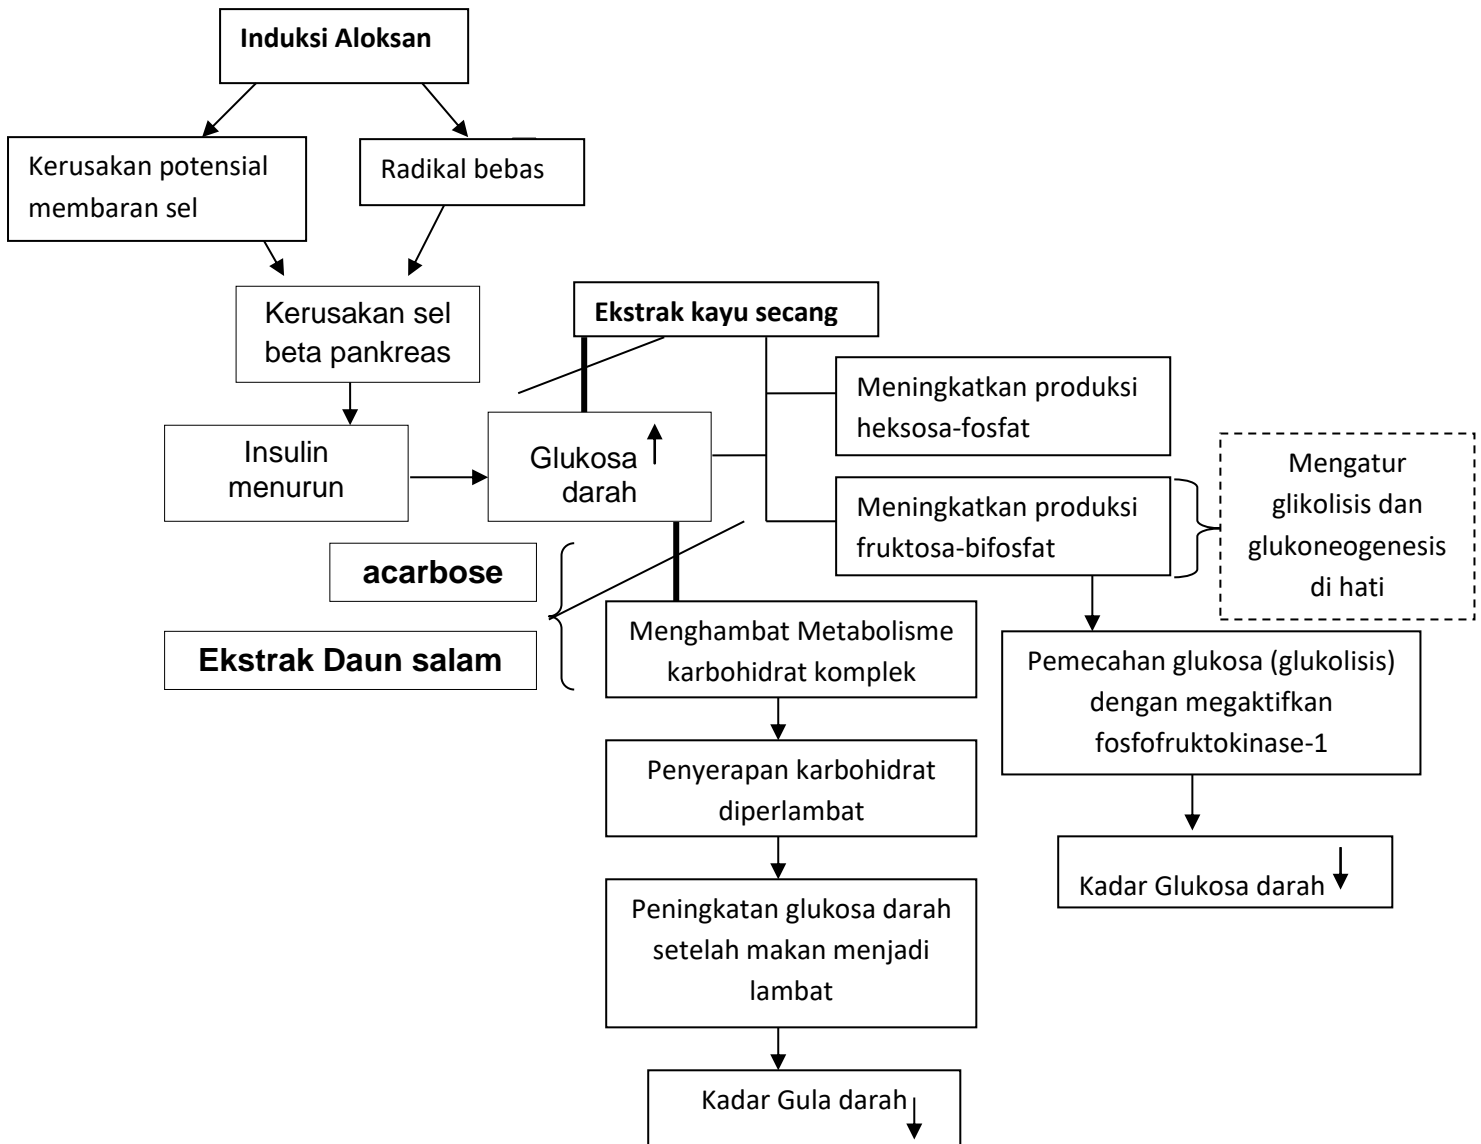 Induksi Aloksan
Kerusakan potensial
membaran sel
Radikal bebas
Kerusakan sel
beta pankreas
Ekstrak kayu secang
Meningkatkan produksi
heksosa-fosfat
Insulin
menurun
Glukosa
darah
Meningkatkan produksi
fruktosa-bifosfat
Mengatur
glikolisis dan
glukoneogenesis
di hati
acarbose
Ekstrak Daun salam
Menghambat Metabolisme
karbohidrat komplek
Pemecahan glukosa (glukolisis)
dengan megaktifkan
fosfofruktokinase-1
Penyerapan karbohidrat
diperlambat
Kadar Glukosa darah
Peningkatan glukosa darah
setelah makan menjadi
lambat
Kadar Gula darah